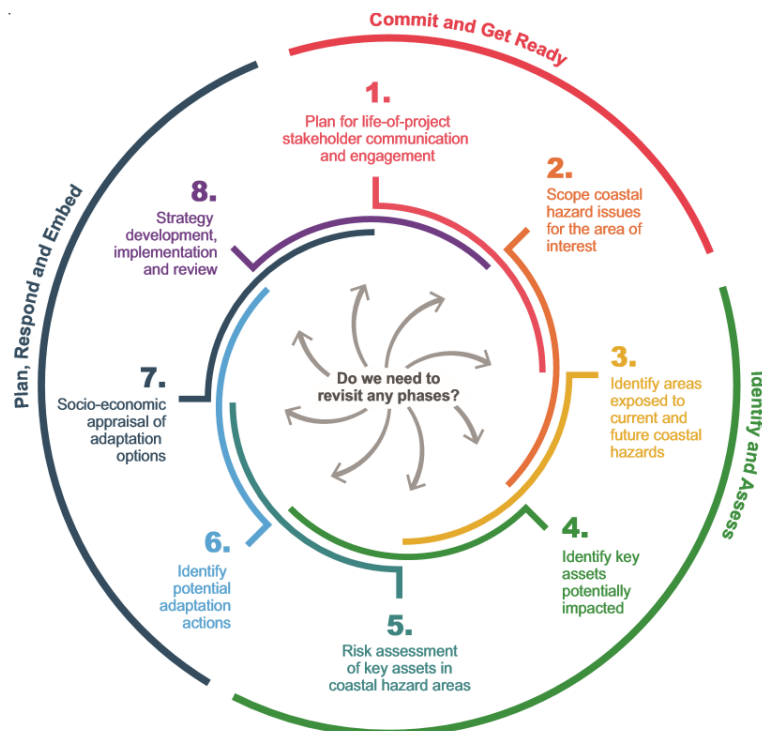 Commit and Get Ready
1.
Plan for life-of-project
stakeholder communication
and engagement
2.
Scope coastal
hazard issues
for the area of
interest
Identify and Assess
3.
Identify areas
exposed to
current and
future coastal
hazards
4.
Identify key
assets
potentially
impacted
5.
Risk assessment
of key assets in
coastal hazard areas
Plan, Respond and Embed
6.
Identify
potential
adaptation
actions
7.
Socio-economic
appraisal of
adaptation
options
8.
Strategy
development,
implementation
and review
Do we need to
revisit any phases?